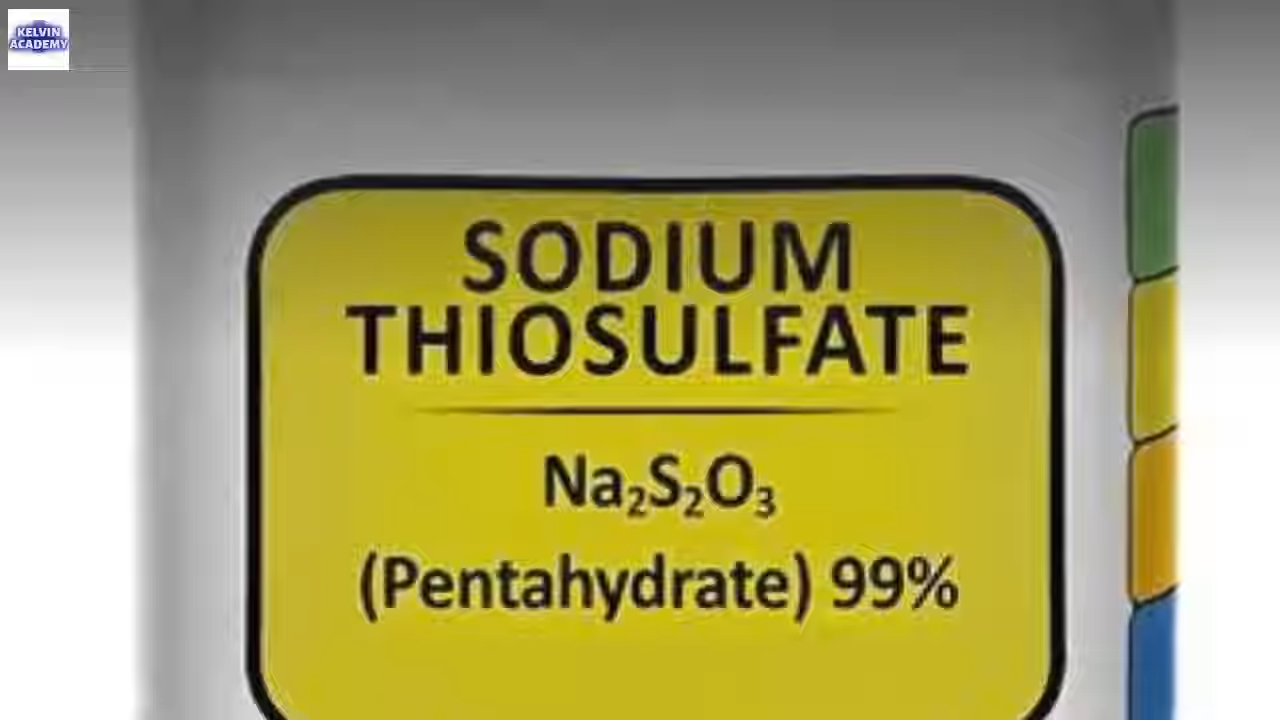 KELVIN
ACADEMY
SODIUM
THIOSULFATE
Na₂S₂O₃
(Pentahydrate) 99%